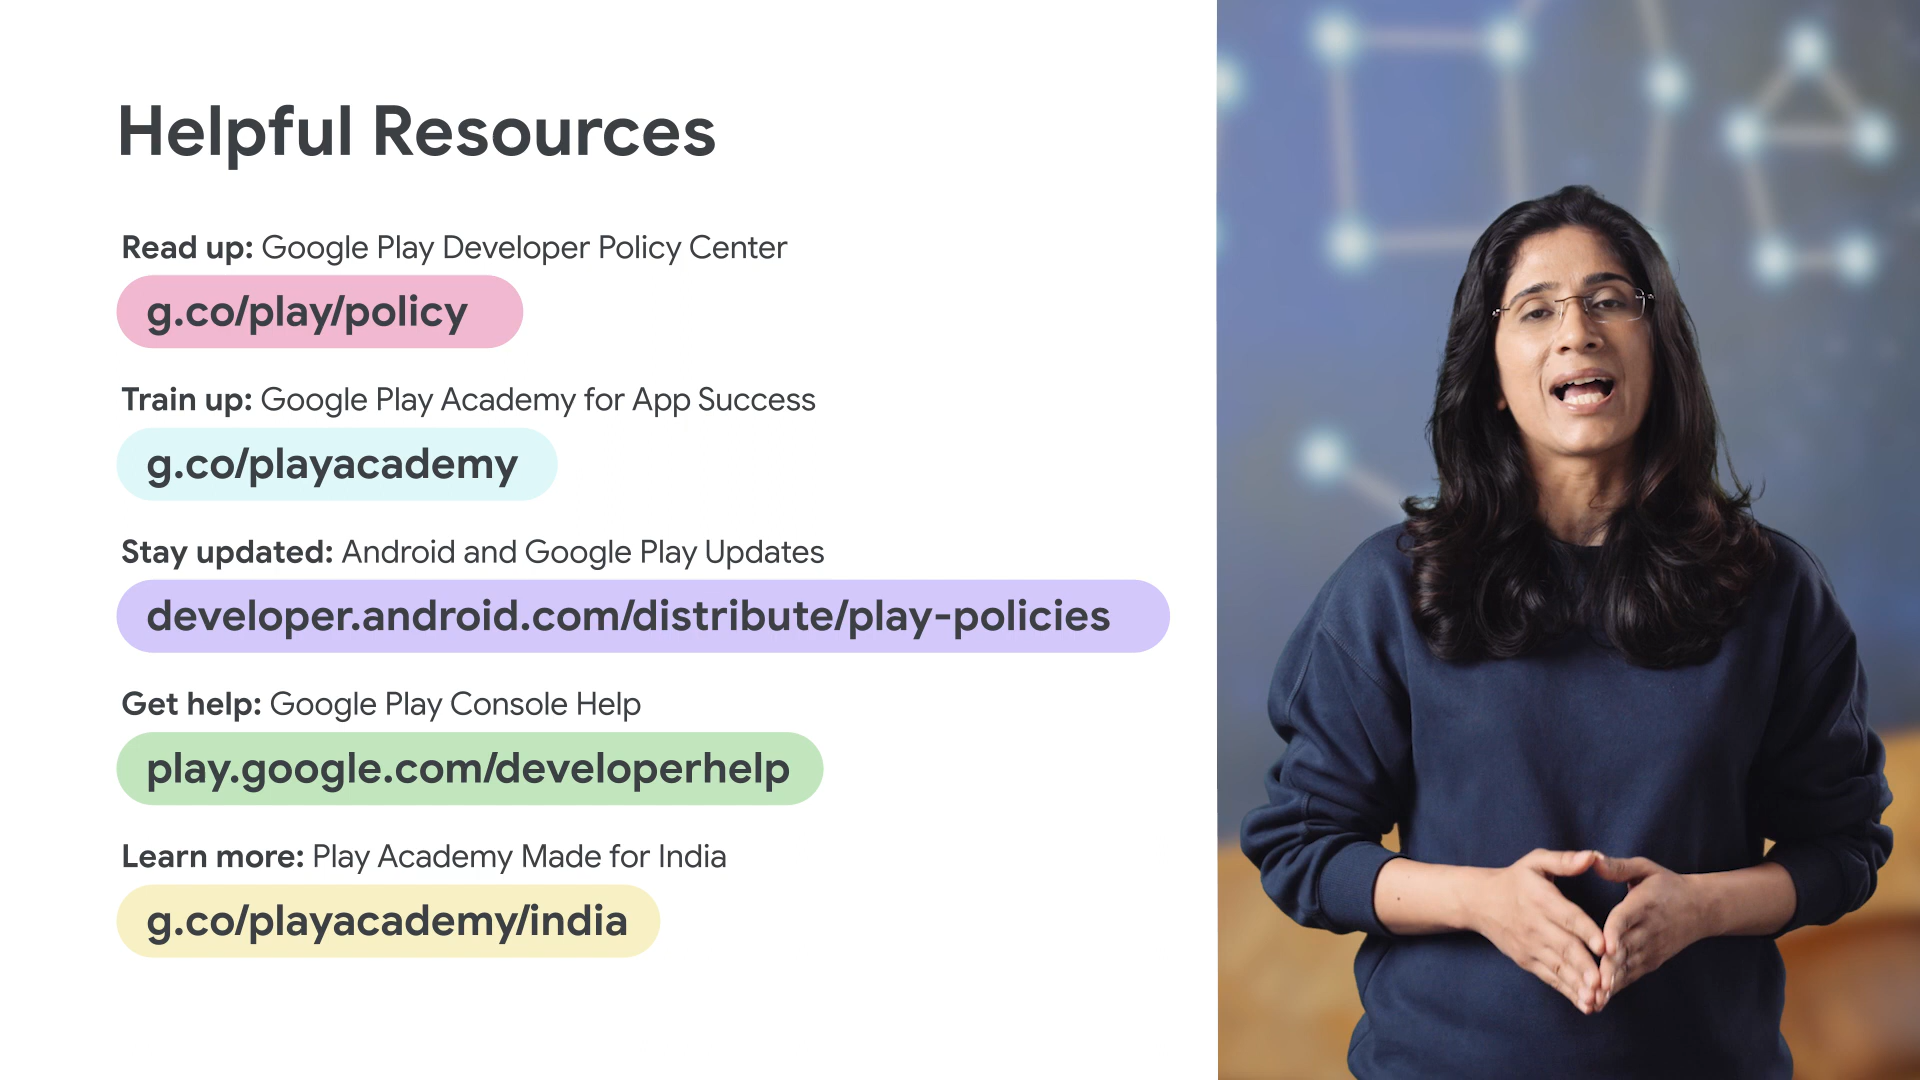 Helpful Resources
Read up: Google Play Developer Policy Center
g.co/play/policy
Train up: Google Play Academy for App Success
g.co/playacademy
Stay updated: Android and Google Play Updates
developer.android.com/distribute/play-policies
Get help: Google Play Console Help
play.google.com/developerhelp
Learn more: Play Academy Made for India
g.co/playacademy/india